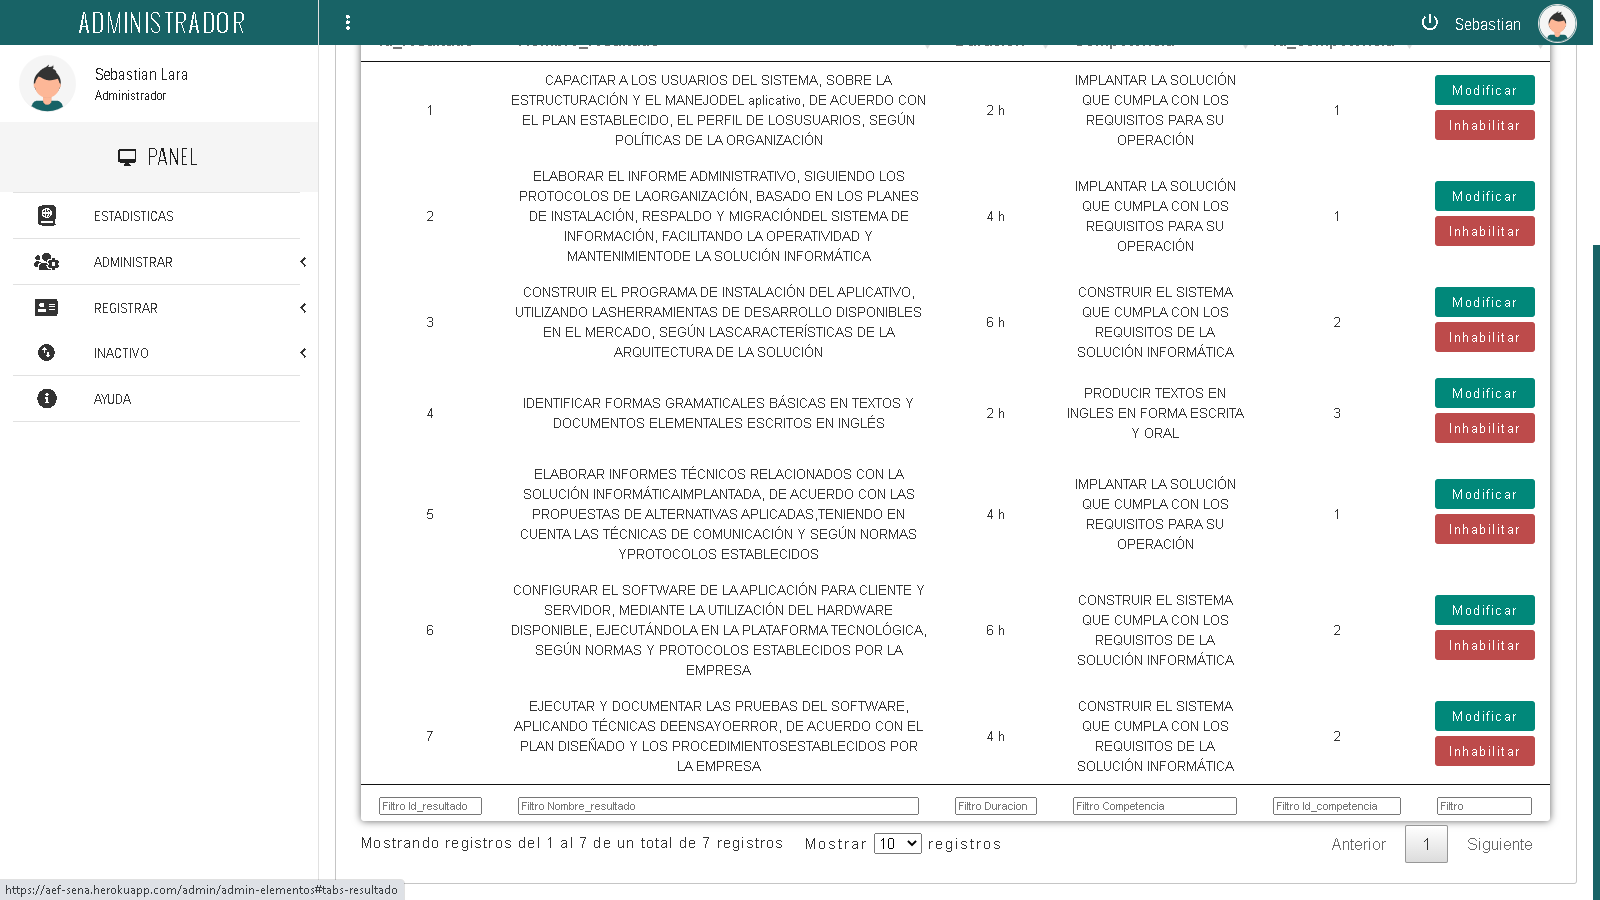 ADMINISTRADOR
Sebastian
Sebastian Lara
Administrador
PANEL
ESTADISTICAS
ADMINISTRAR
REGISTRAR
INACTIVO
AYUDA
1
CAPACITAR A LOS USUARIOS DEL SISTEMA, SOBRE LA
ESTRUCTURACIÓN Y EL MANEJODEL aplicativo, DE ACUERDO CON
EL PLAN ESTABLECIDO, EL PERFIL DE LOSUSUARIOS, SEGÚN
POLÍTICAS DE LA ORGANIZACIÓN
2 h
IMPLANTAR LA SOLUCIÓN
QUE CUMPLA CON LOS
REQUISITOS PARA SU
OPERACIÓN
1
Modificar
Inhabilitar
2
ELABORAR EL INFORME ADMINISTRATIVO, SIGUIENDO LOS
PROTOCOLOS DE LAORGANIZACIÓN, BASADO EN LOS PLANES
DE INSTALACIÓN, RESPALDO Y MIGRACIÓNDEL SISTEMA DE
INFORMACIÓN, FACILITANDO LA OPERATIVIDAD Y
MANTENIMIENTODE LA SOLUCIÓN INFORMÁTICA
4 h
IMPLANTAR LA SOLUCIÓN
QUE CUMPLA CON LOS
REQUISITOS PARA SU
OPERACIÓN
1
Modificar
Inhabilitar
3
CONSTRUIR EL PROGRAMA DE INSTALACIÓN DEL APLICATIVO,
UTILIZANDO LASHERRAMIENTAS DE DESARROLLO DISPONIBLES
EN EL MERCADO, SEGÚN LASCARACTERÍSTICAS DE LA
ARQUITECTURA DE LA SOLUCIÓN
6 h
CONSTRUIR EL SISTEMA
QUE CUMPLA CON LOS
REQUISITOS DE LA
SOLUCIÓN INFORMÁTICA
2
Modificar
Inhabilitar
4
IDENTIFICAR FORMAS GRAMATICALES BÁSICAS EN TEXTOS Y
DOCUMENTOS ELEMENTALES ESCRITOS EN INGLÉS
2 h
PRODUCIR TEXTOS EN
INGLES EN FORMA ESCRITA
Y ORAL
3
Modificar
Inhabilitar
5
ELABORAR INFORMES TÉCNICOS RELACIONADOS CON LA
SOLUCIÓN INFORMÁTICAIMPLANTADA, DE ACUERDO CON LAS
PROPUESTAS DE ALTERNATIVAS APLICADAS,TENIENDO EN
CUENTA LAS TÉCNICAS DE COMUNICACIÓN Y SEGÚN NORMAS
YPROTOCOLOS ESTABLECIDOS
4 h
IMPLANTAR LA SOLUCIÓN
QUE CUMPLA CON LOS
REQUISITOS PARA SU
OPERACIÓN
1
Modificar
Inhabilitar
6
CONFIGURAR EL SOFTWARE DE LA APLICACIÓN PARA CLIENTE Y
SERVIDOR, MEDIANTE LA UTILIZACIÓN DEL HARDWARE
DISPONIBLE, EJECUTÁNDOLA EN LA PLATAFORMA TECNOLÓGICA,
SEGÚN NORMAS Y PROTOCOLOS ESTABLECIDOS POR LA
EMPRESA
6 h
CONSTRUIR EL SISTEMA
QUE CUMPLA CON LOS
REQUISITOS DE LA
SOLUCIÓN INFORMÁTICA
2
Modificar
Inhabilitar
7
EJECUTAR Y DOCUMENTAR LAS PRUEBAS DEL SOFTWARE,
APLICANDO TÉCNICAS DEENSAYOERROR, DE ACUERDO CON EL
PLAN DISEÑADO Y LOS PROCEDIMIENTOSESTABLECIDOS POR
LA EMPRESA
4 h
CONSTRUIR EL SISTEMA
QUE CUMPLA CON LOS
REQUISITOS DE LA
SOLUCIÓN INFORMÁTICA
2
Modificar
Inhabilitar
Filtro Id_resultado
Filtro Nombre_resultado
Filtro Duracion
Filtro Competencia
Filtro Id_competencia
Filtro
Mostrando registros del 1 al 7 de un total de 7 registros
Mostrar 10 registros
Anterior 1 Siguiente
https://aef-sena.herokuapp.com/admin/admin-elementos#tabs-resultado